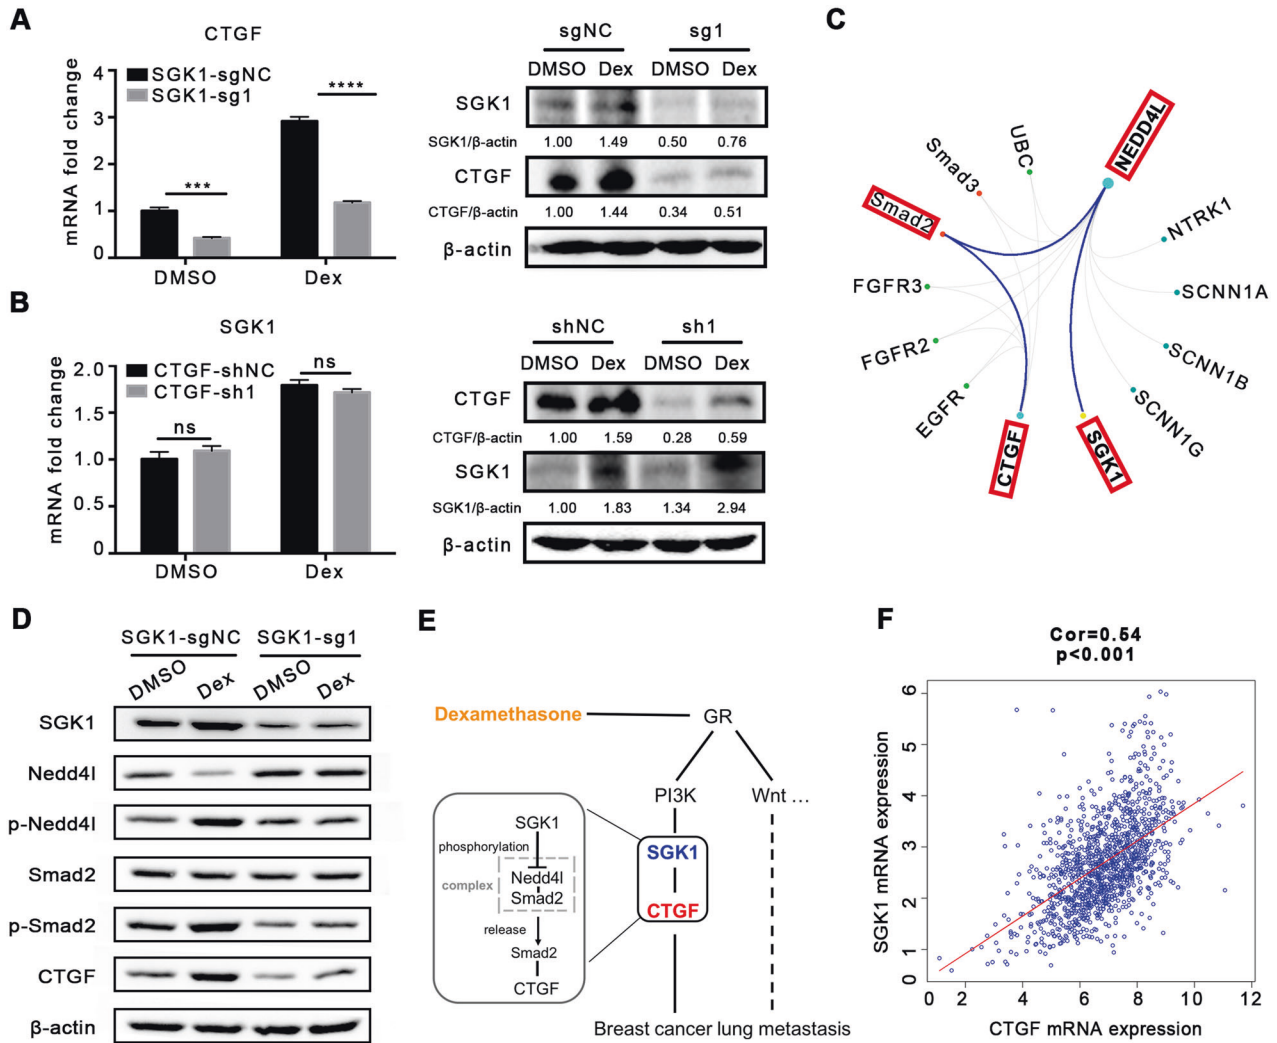 A
CTGF
mRNA fold change
4
3
2
1
0
SGK1-sgNC
SGK1-sg1
***
****
DMSO
Dex
sgNC
sg1
DMSO Dex DMSO Dex
SGK1
SGK1/β-actin 1.00 1.49 0.50 0.76
CTGF
CTGF/β-actin 1.00 1.44 0.34 0.51
β-actin
B
SGK1
mRNA fold change
2.0
1.5
1.0
0.5
0
CTGF-shNC
CTGF-sh1
ns
ns
DMSO
Dex
shNC
sh1
DMSO Dex DMSO Dex
CTGF
CTGF/β-actin 1.00 1.59 0.28 0.59
SGK1
SGK1/β-actin 1.00 1.83 1.34 2.94
β-actin
C
NEDD4L
UBC
Smad3
Smad2
FGFR3
FGFR2
EGFR
CTGF
SGK1
SCNN1G
SCNN1B
SCNN1A
NTRK1
D
SGK1-sgNC SGK1-sg1
DMSO Dex DMSO Dex
SGK1
Nedd4l
p-Nedd4l
Smad2
p-Smad2
CTGF
β-actin
E
Dexamethasone
GR
PI3K
Wnt ...
SGK1
CTGF
SGK1
phosphorylation
Nedd4l
complex
Smad2
release
Smad2
CTGF
Breast cancer lung metastasis
F
Cor=0.54
p<0.001
SGK1 mRNA expression
6
5
4
3
2
1
0
0 2 4 6 8 10 12
CTGF mRNA expression